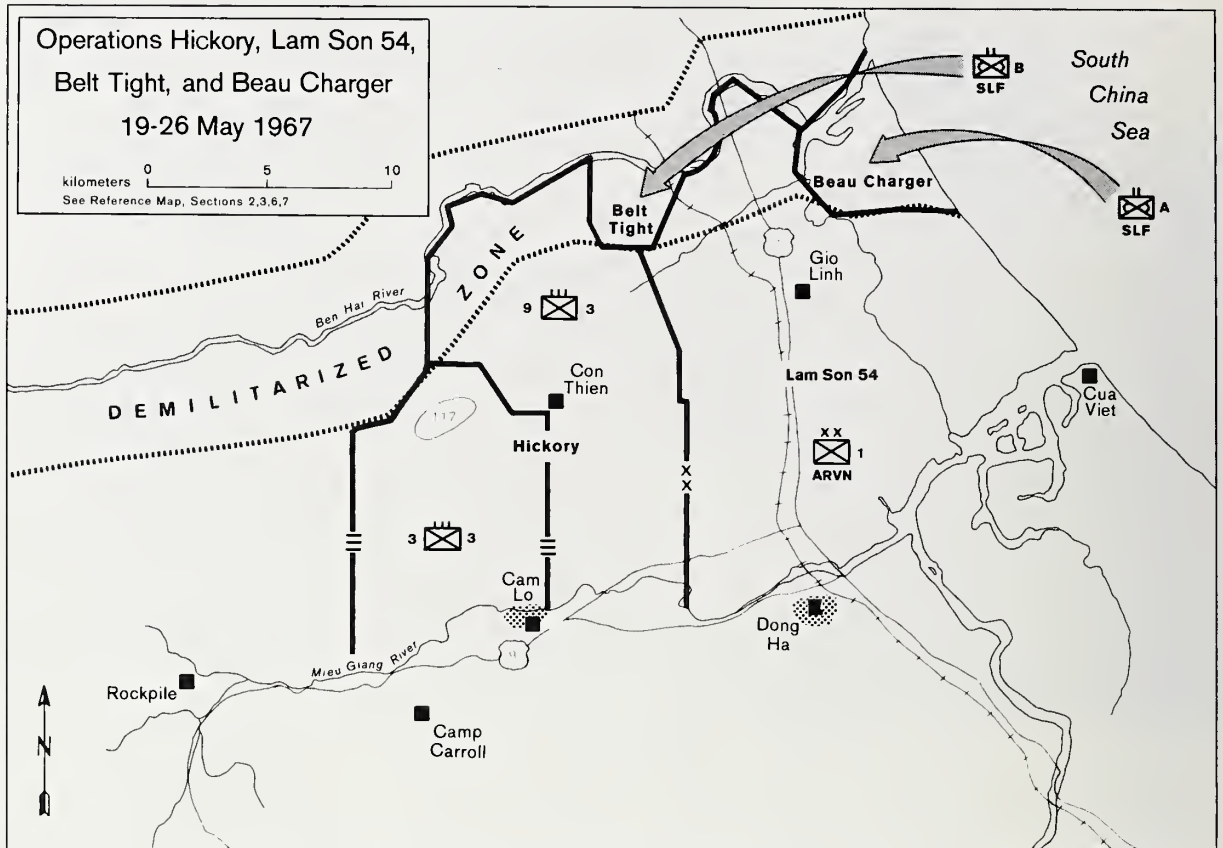 Operations Hickory, Lam Son 54,
Belt Tight, and Beau Charger
19-26 May 1967
0 5 10
kilometers
See Reference Map, Sections 2,3,6,7
B
SLF
South
China
Sea
A
SLF
Beau Charger
Belt
Tight
ZONE
Ben Hai River
DEMILITARIZED
9 3
Gio
Linh
Con
Thien
117
Hickory
Lam Son 54
Cua
Viet
XX
1
ARVN
XX
3 3
Cam
Lo
Dong
Ha
9
Mieu Giang River
Rockpile
Camp
Carroll
N